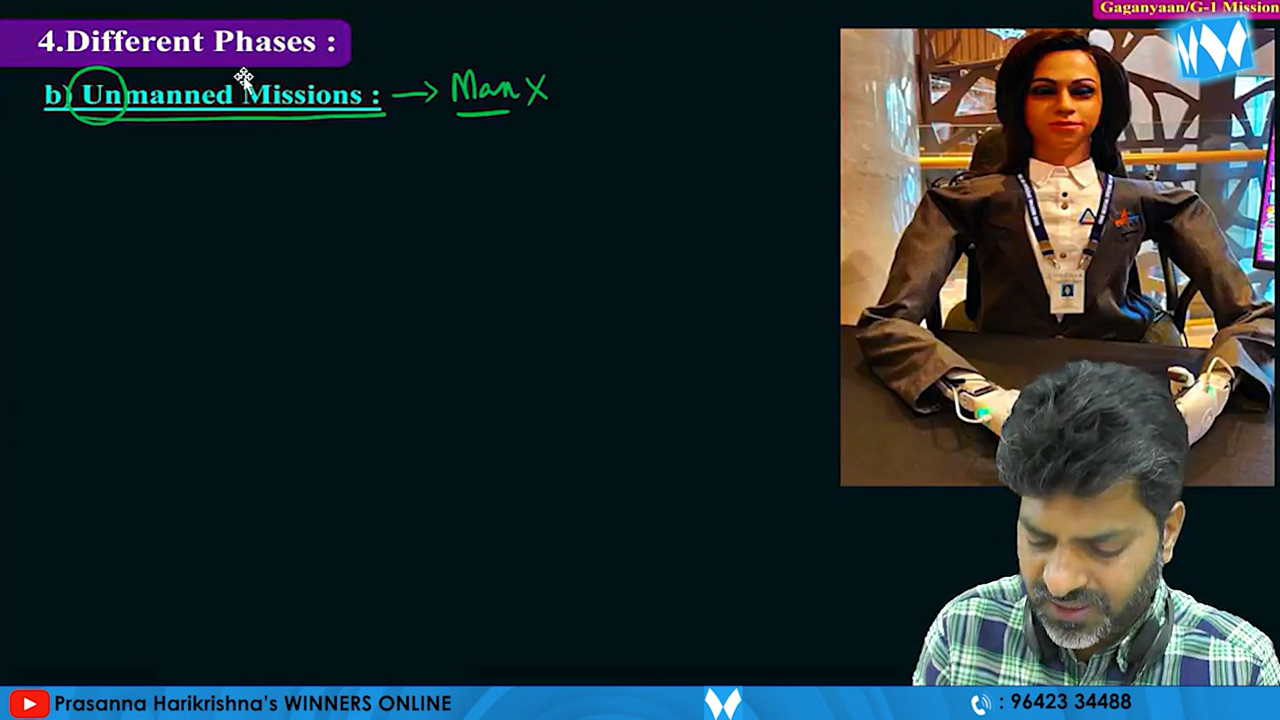 Gaganyaan/G-1 Mission
4.Different Phases :
b) Unmanned Missions : → Man x
Prasanna Harikrishna's WINNERS ONLINE
: 96423 34488